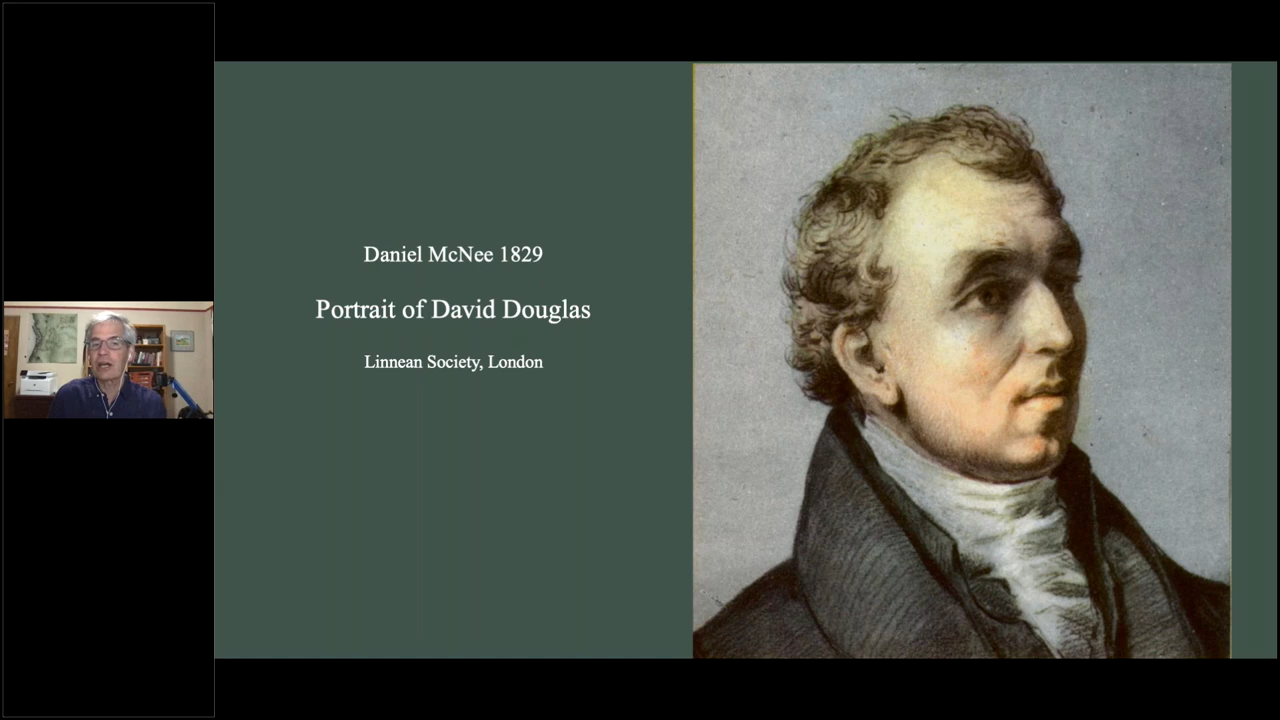 Daniel McNee 1829
Portrait of David Douglas
Linnean Society, London